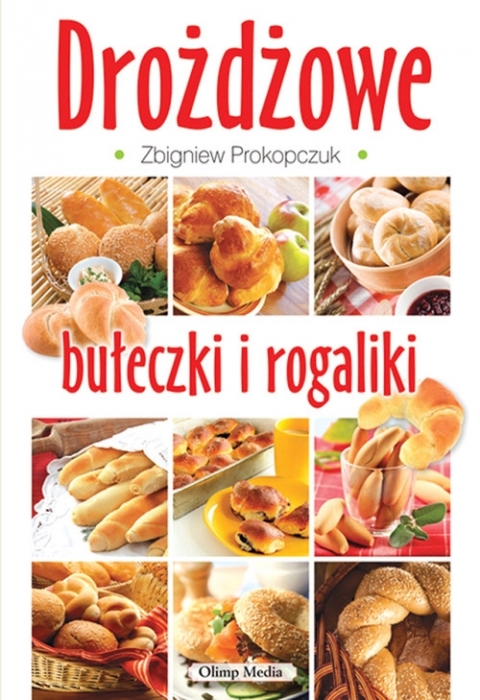 Drożdżowe
• Zbigniew Prokopczuk •
bułeczki i rogaliki
Olimp Media